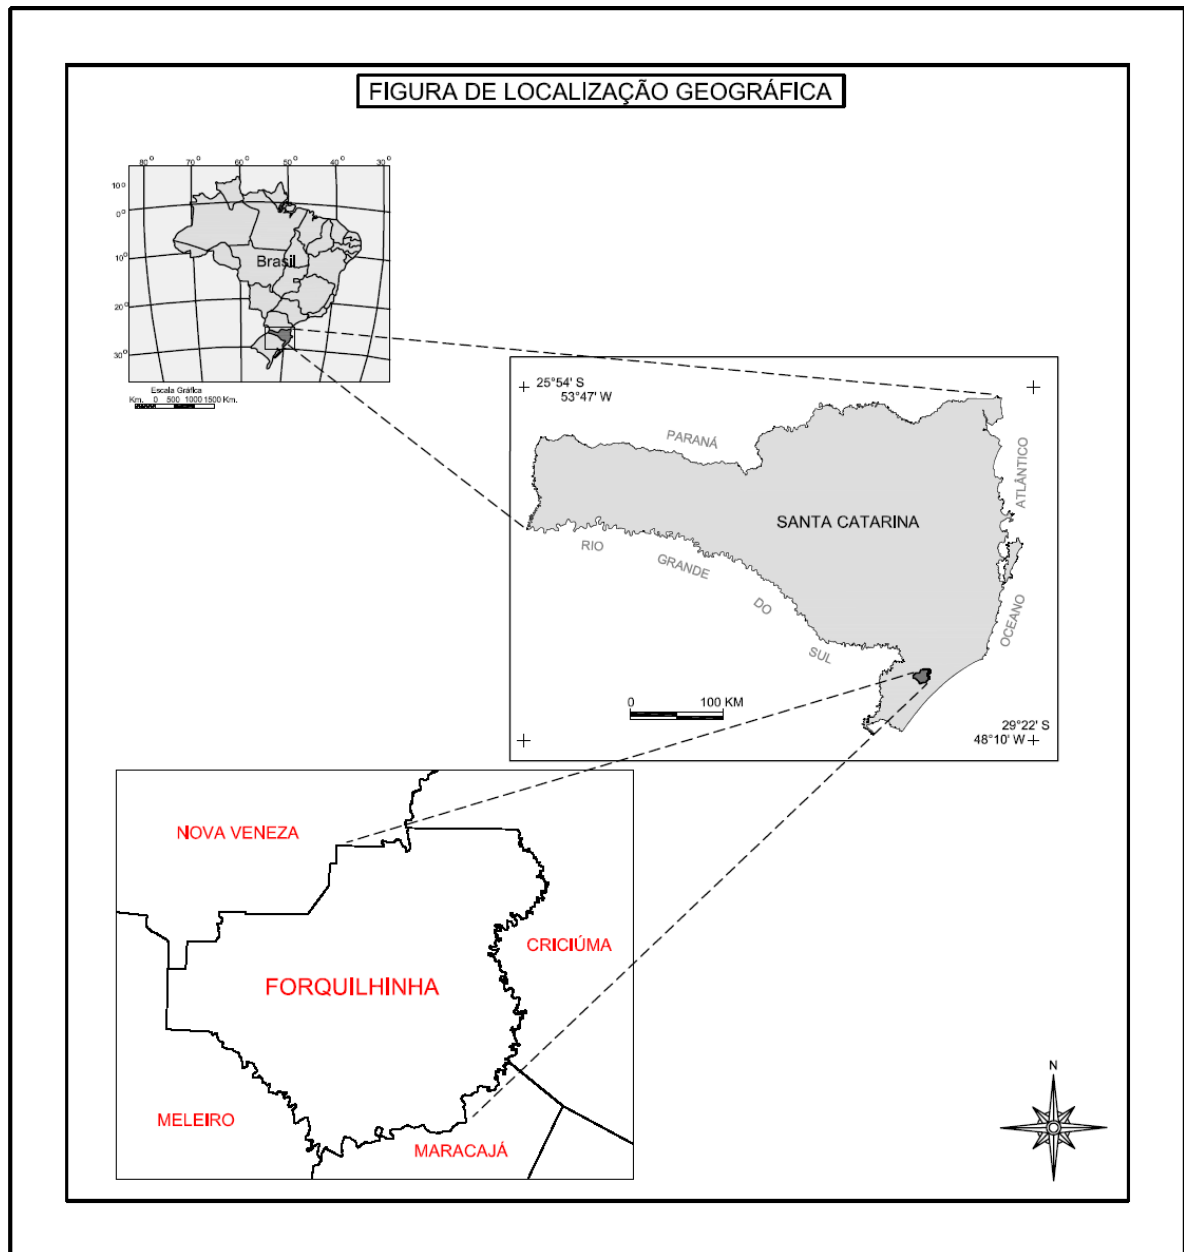 FIGURA DE LOCALIZAÇÃO GEOGRÁFICA
80° 70° 60° 50° 40° 30°
10°
0°
10°
20°
30°
Brasil
Escala Gráfica
Km. 0 500 1000 1500 Km.
25°54' S
53°47' W
PARANÁ
SANTA CATARINA
ATLÂNTICO
OCEANO
RIO
GRANDE
DO
SUL
0 100 KM
29°22' S
48°10' W
NOVA VENEZA
CRICIÚMA
FORQUILHINHA
MELEIRO
MARACAJÁ
N